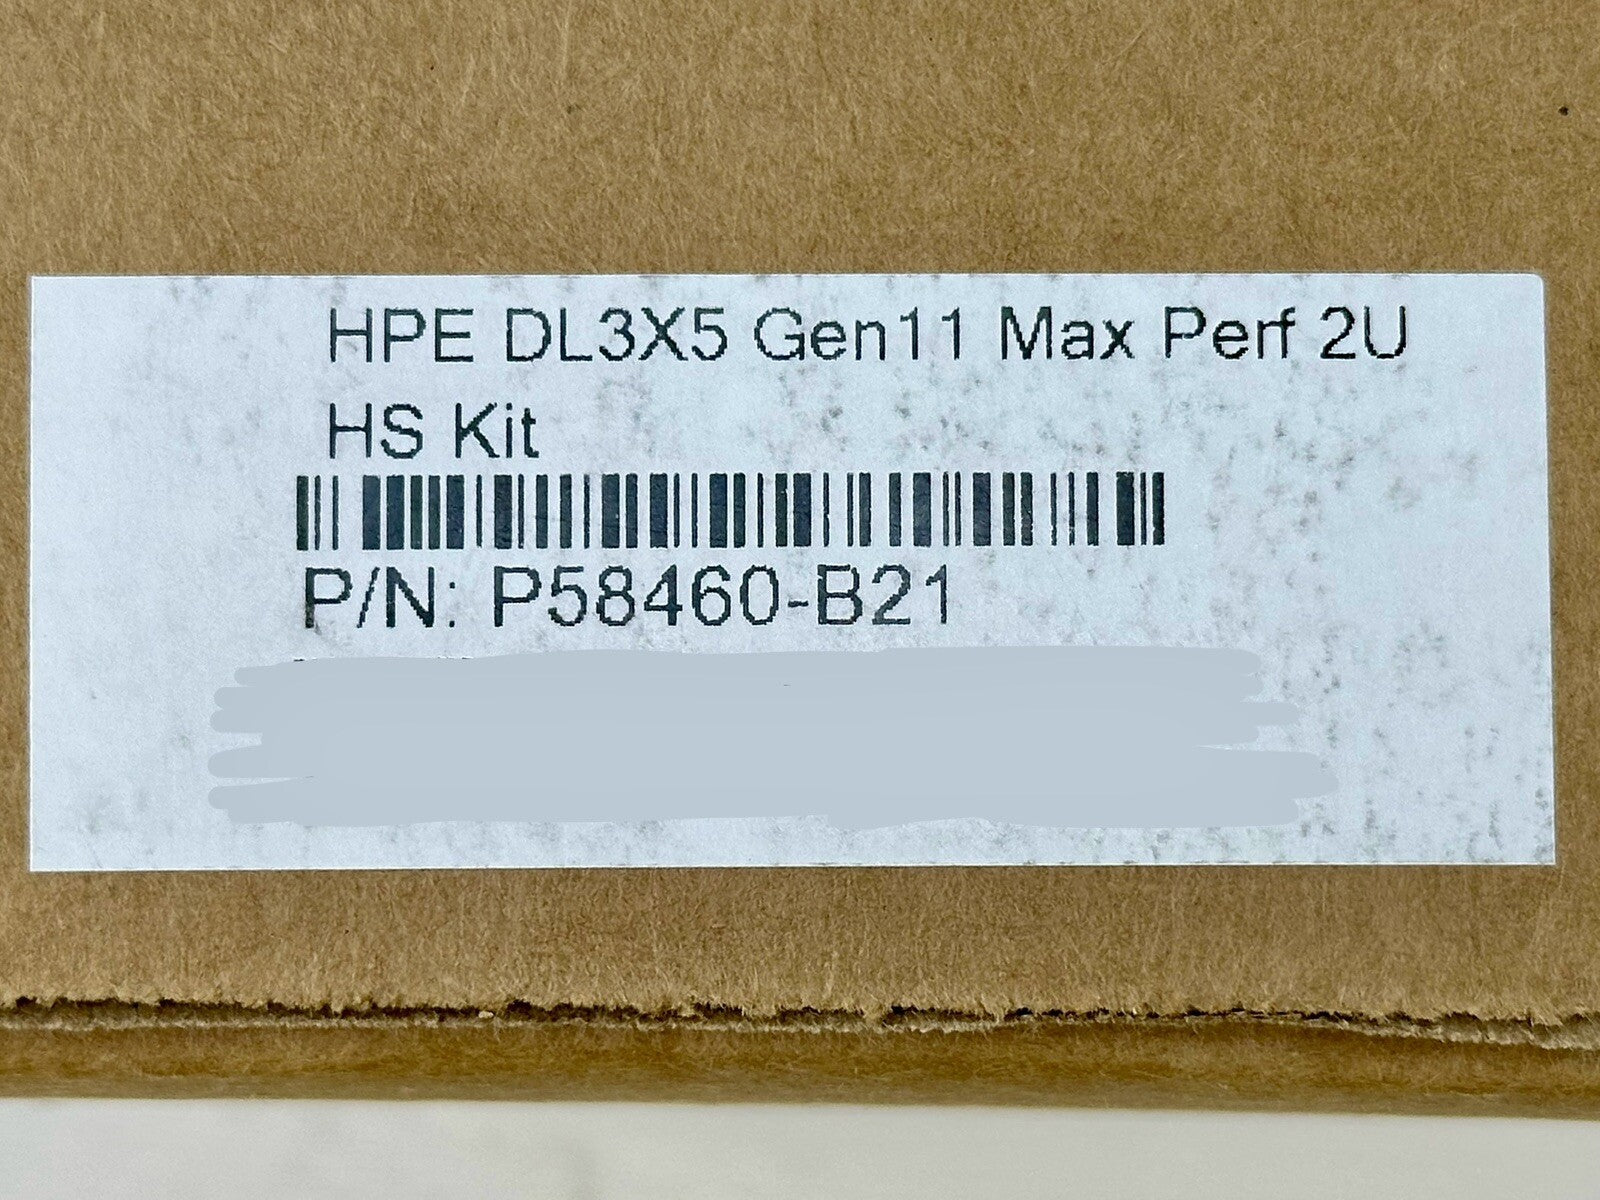 HPE DL3X5 Gen11 Max Perf 2U
HS Kit
P/N: P58460-B21